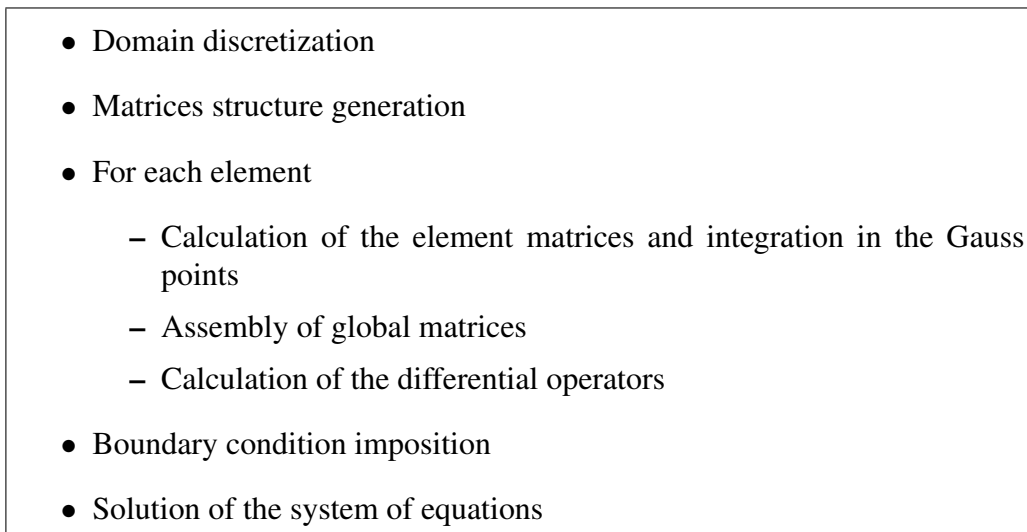 • Domain discretization
• Matrices structure generation
• For each element
– Calculation of the element matrices and integration in the Gauss
points
– Assembly of global matrices
– Calculation of the differential operators
• Boundary condition imposition
• Solution of the system of equations